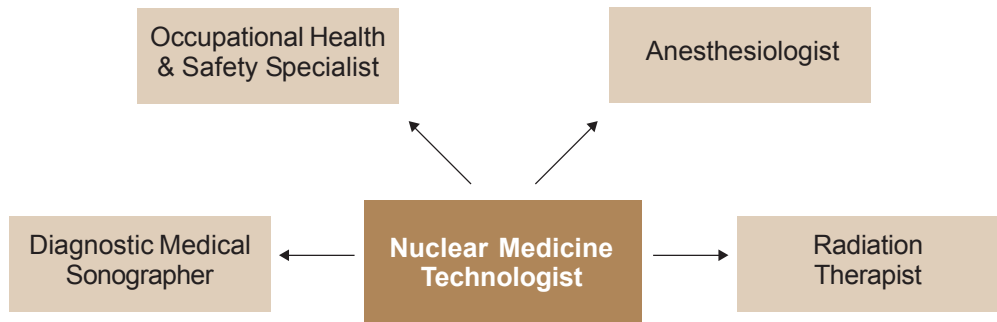 Occupational Health
& Safety Specialist
Anesthesiologist
Diagnostic Medical
Sonographer
Nuclear Medicine
Technologist
Radiation
Therapist